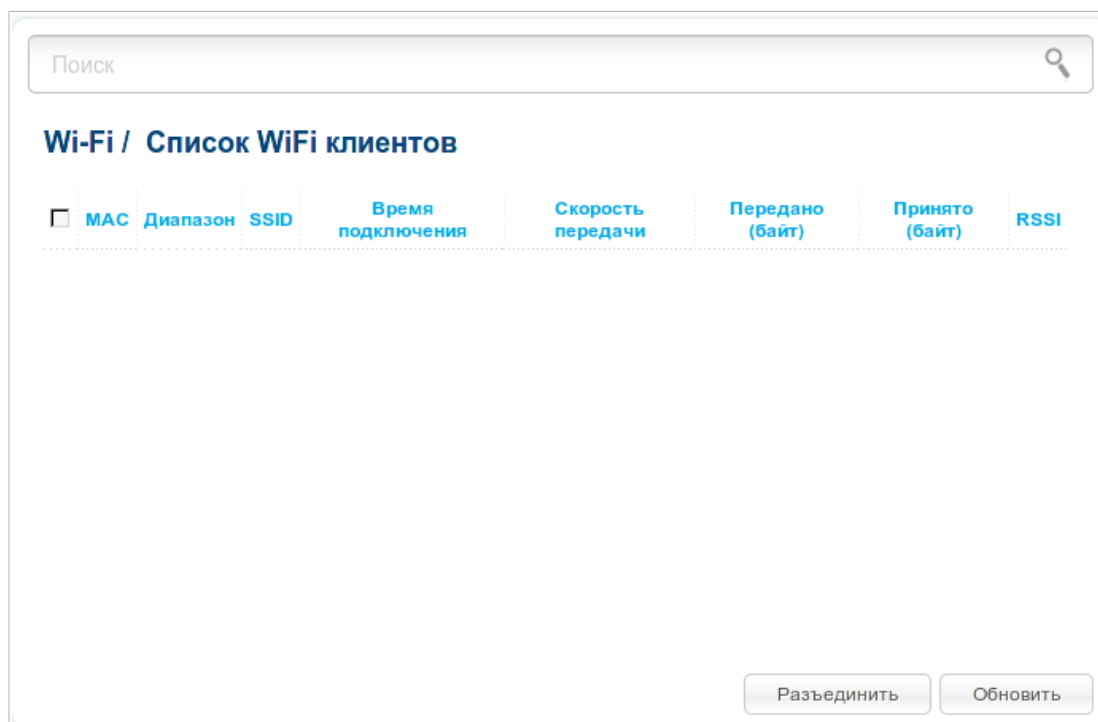 Поиск
Wi-Fi / Список WiFi клиентов
MAC Диапазон SSID Время подключения Скорость передачи Передано (байт) Принято (байт) RSSI
Разъединить Обновить